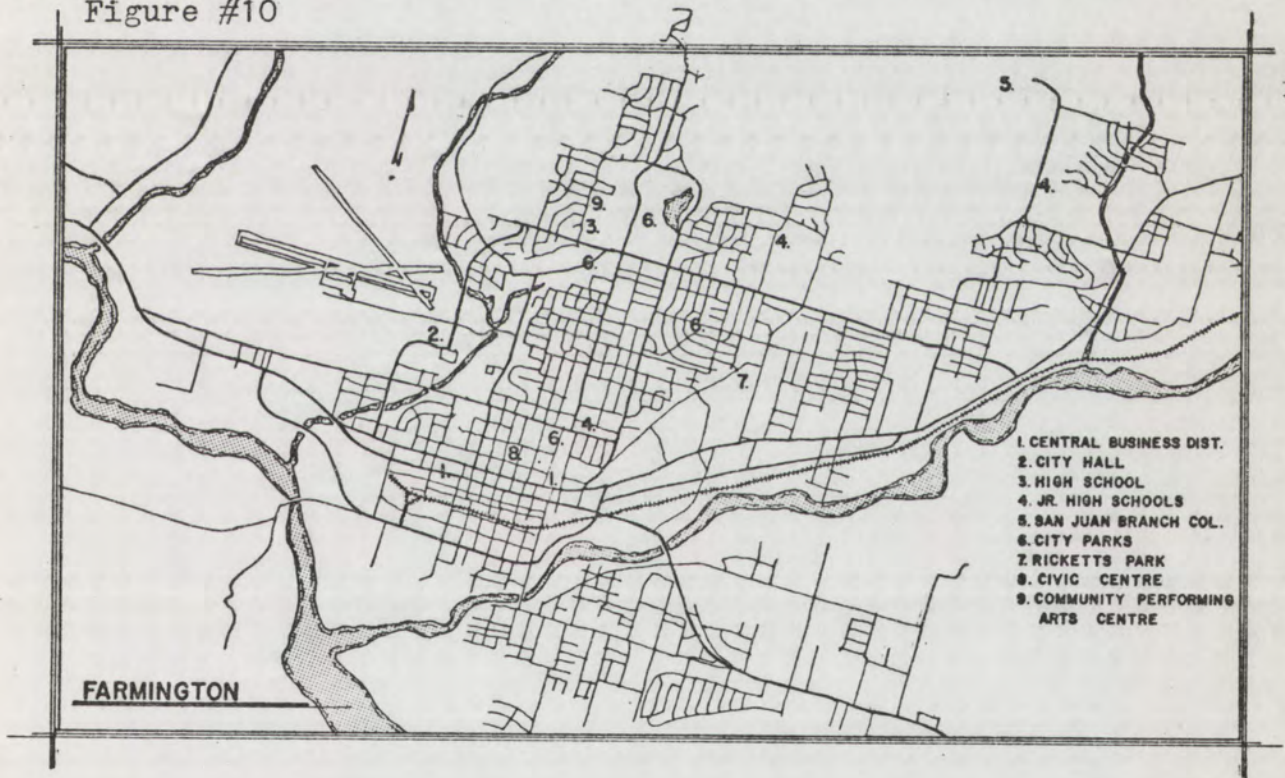 Figure #10
5.
4.
9.
3.
6.
4.
6.
6.
2.
7.
4.
6.
8.
1.
1.
N
1. CENTRAL BUSINESS DIST.
2. CITY HALL
3. HIGH SCHOOL
4. JR. HIGH SCHOOLS
5. SAN JUAN BRANCH COL.
6. CITY PARKS
7. RICKETTS PARK
8. CIVIC CENTRE
9. COMMUNITY PERFORMING
ARTS CENTRE
FARMINGTON